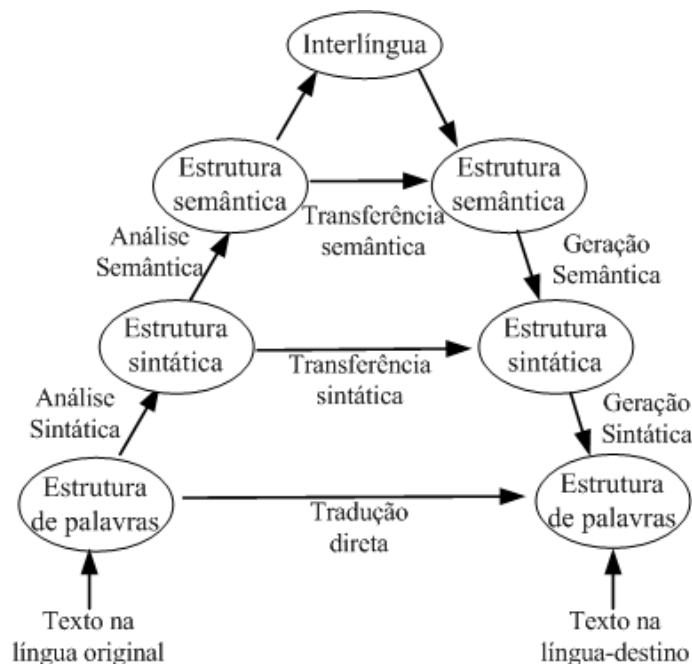 Interlíngua
Estrutura
semântica
Estrutura
semântica
Transferência
semântica
Análise
Semântica
Geração
Semântica
Estrutura
sintática
Estrutura
sintática
Transferência
sintática
Análise
Sintática
Geração
Sintática
Estrutura
de palavras
Estrutura
de palavras
Tradução
direta
Texto na
língua original
Texto na
língua-destino